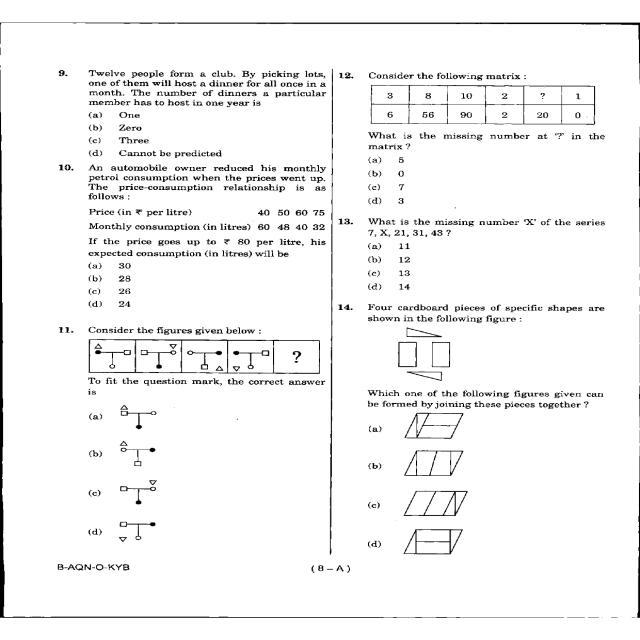 9. Twelve people form a club. By picking lots,
one of them will host a dinner for all once in a
month. The number of dinners a particular
member has to host in one year is
(a) One
(b) Zero
(c) Three
(d) Cannot be predicted
10. An automobile owner reduced his monthly
petrol consumption when the prices went up.
The price-consumption relationship is as
follows :
Price (in ₹ per litre) 40 50 60 75
Monthly consumption (in litres) 60 48 40 32
If the price goes up to ₹ 80 per litre, his
expected consumption (in litres) will be
(a) 30
(b) 28
(c) 26
(d) 24
11. Consider the figures given below :
?
To fit the question mark, the correct answer
is
(a)
(b)
(c)
(d)
B-AQN-O-KYB
12. Consider the following matrix :
3 8 10 2 ? 1
6 56 90 2 20 0
What is the missing number at '?' in the
matrix ?
(a) 5
(b) 0
(c) 7
(d) 3
13. What is the missing number 'X' of the series
7, X, 21, 31, 43 ?
(a) 11
(b) 12
(c) 13
(d) 14
14. Four cardboard pieces of specific shapes are
shown in the following figure :
Which one of the following figures given can
be formed by joining these pieces together ?
(a)
(b)
(c)
(d)
( 8 – A )